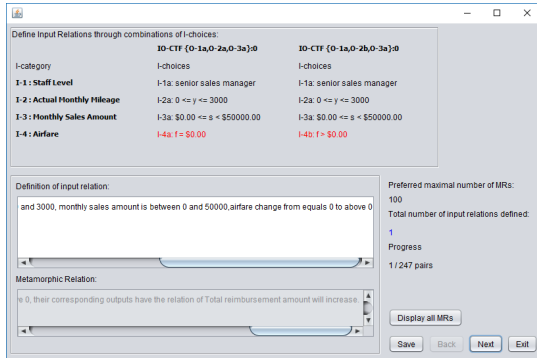 Define Input Relations through combinations of I-choices:
IO-CTF {O-1a,O-2a,O-3a}:0 IO-CTF {O-1a,O-2b,O-3a}:0
I-category I-choices I-choices
I-1 : Staff Level I-1a: senior sales manager I-1a: senior sales manager
I-2 : Actual Monthly Mileage I-2a: 0 <= y <= 3000 I-2a: 0 <= y <= 3000
I-3 : Monthly Sales Amount I-3a: $0.00 <= s < $50000.00 I-3a: $0.00 <= s < $50000.00
I-4 : Airfare I-4a: f = $0.00 I-4b: f > $0.00
Definition of input relation:
and 3000, monthly sales amount is between 0 and 50000,airfare change from equals 0 to above 0
Metamorphic Relation:
e 0, their corresponding outputs have the relation of Total reimbursement amount will increase.
Preferred maximal number of MRs:
100
Total number of input relations defined:
1
Progress
1 / 247 pairs
Display all MRs
Save Back Next Exit